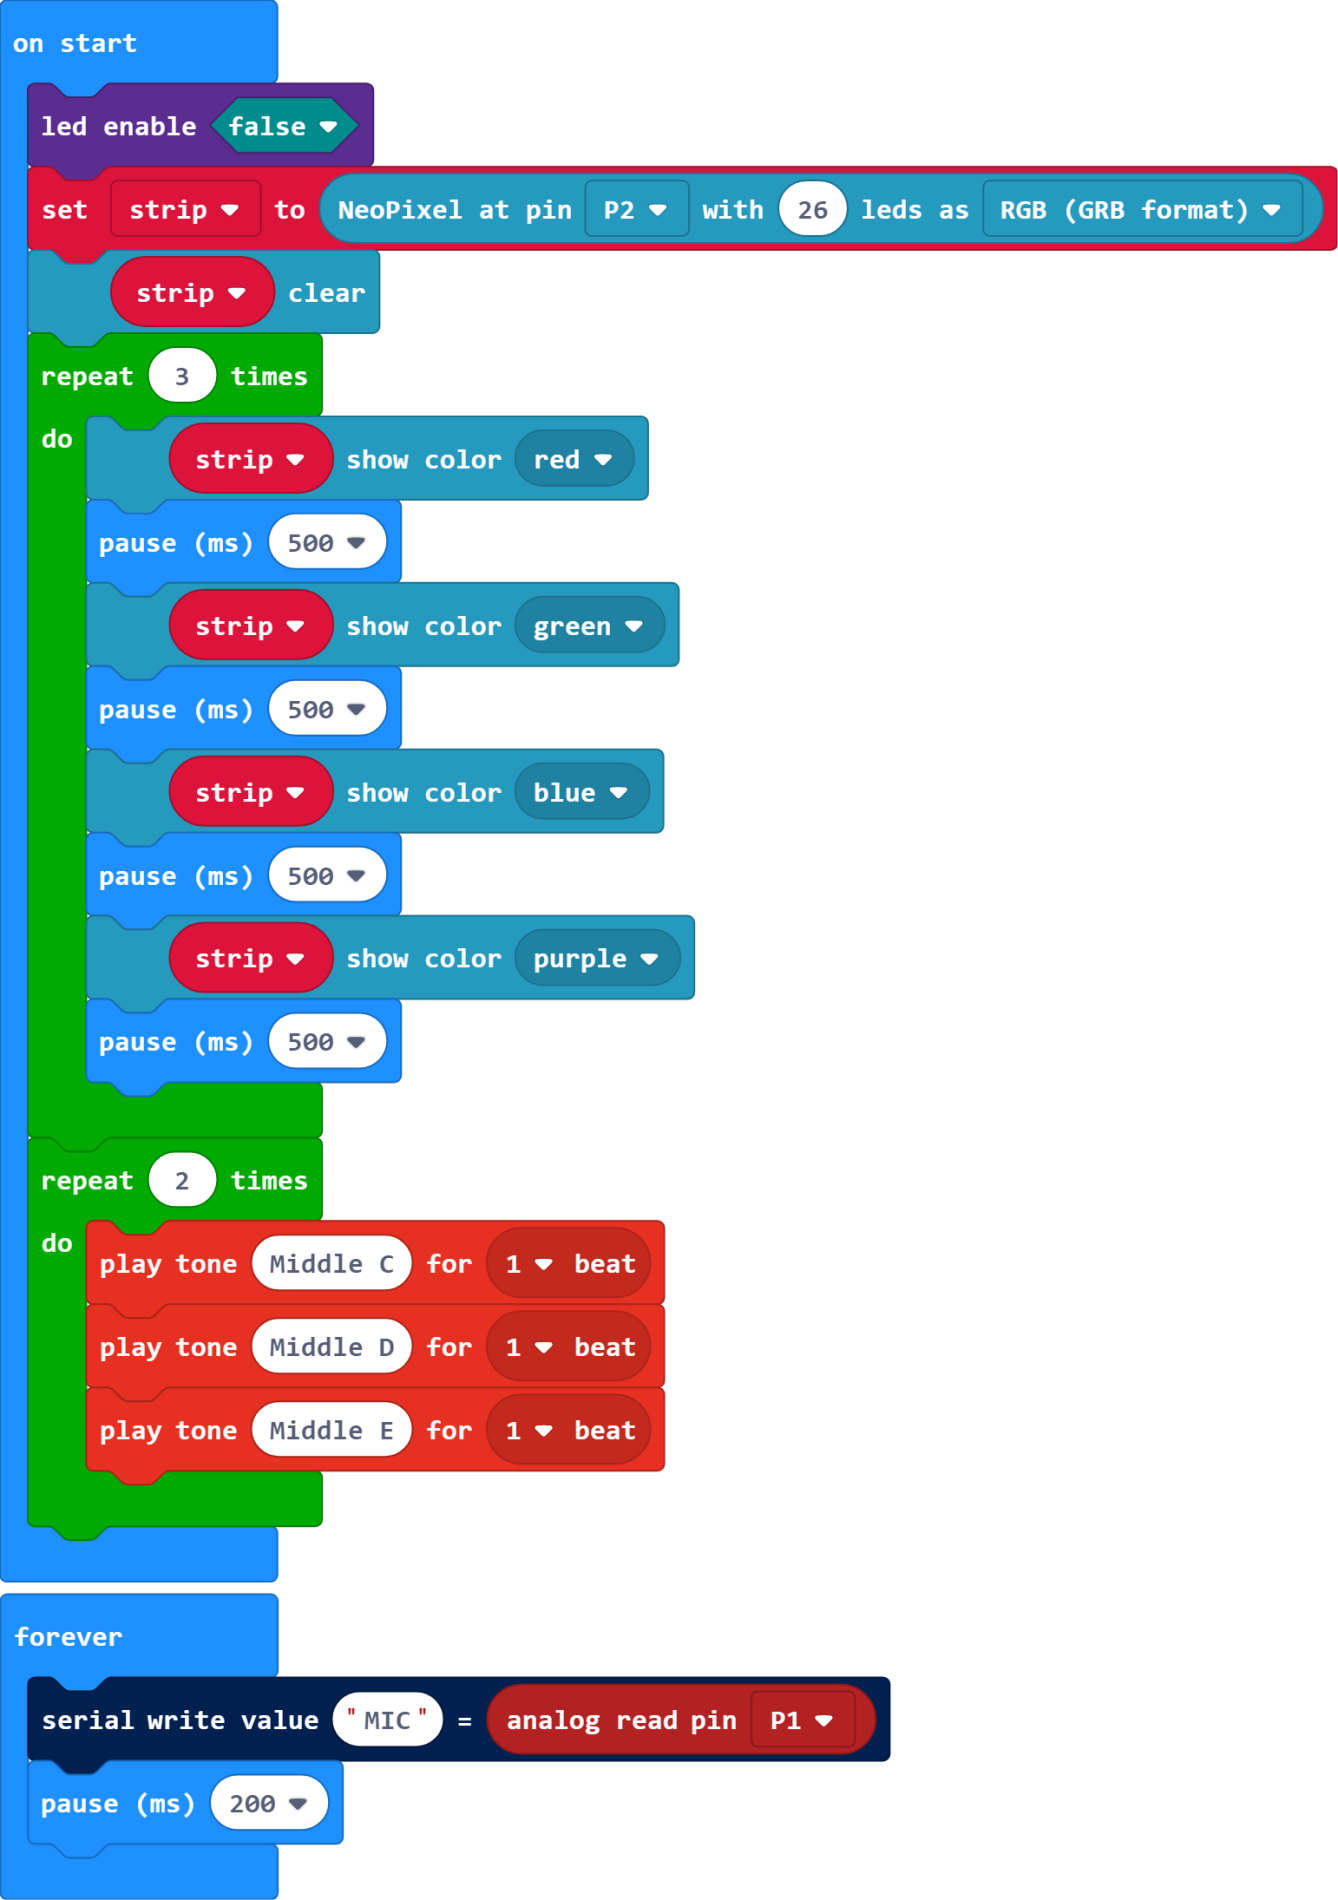 on start
led enable false
set strip to NeoPixel at pin P2 with 26 leds as RGB (GRB format)
strip clear
repeat 3 times
do
strip show color red
pause (ms) 500
strip show color green
pause (ms) 500
strip show color blue
pause (ms) 500
strip show color purple
pause (ms) 500
repeat 2 times
do
play tone Middle C for 1 beat
play tone Middle D for 1 beat
play tone Middle E for 1 beat
forever
serial write value "MIC" = analog read pin P1
pause (ms) 200